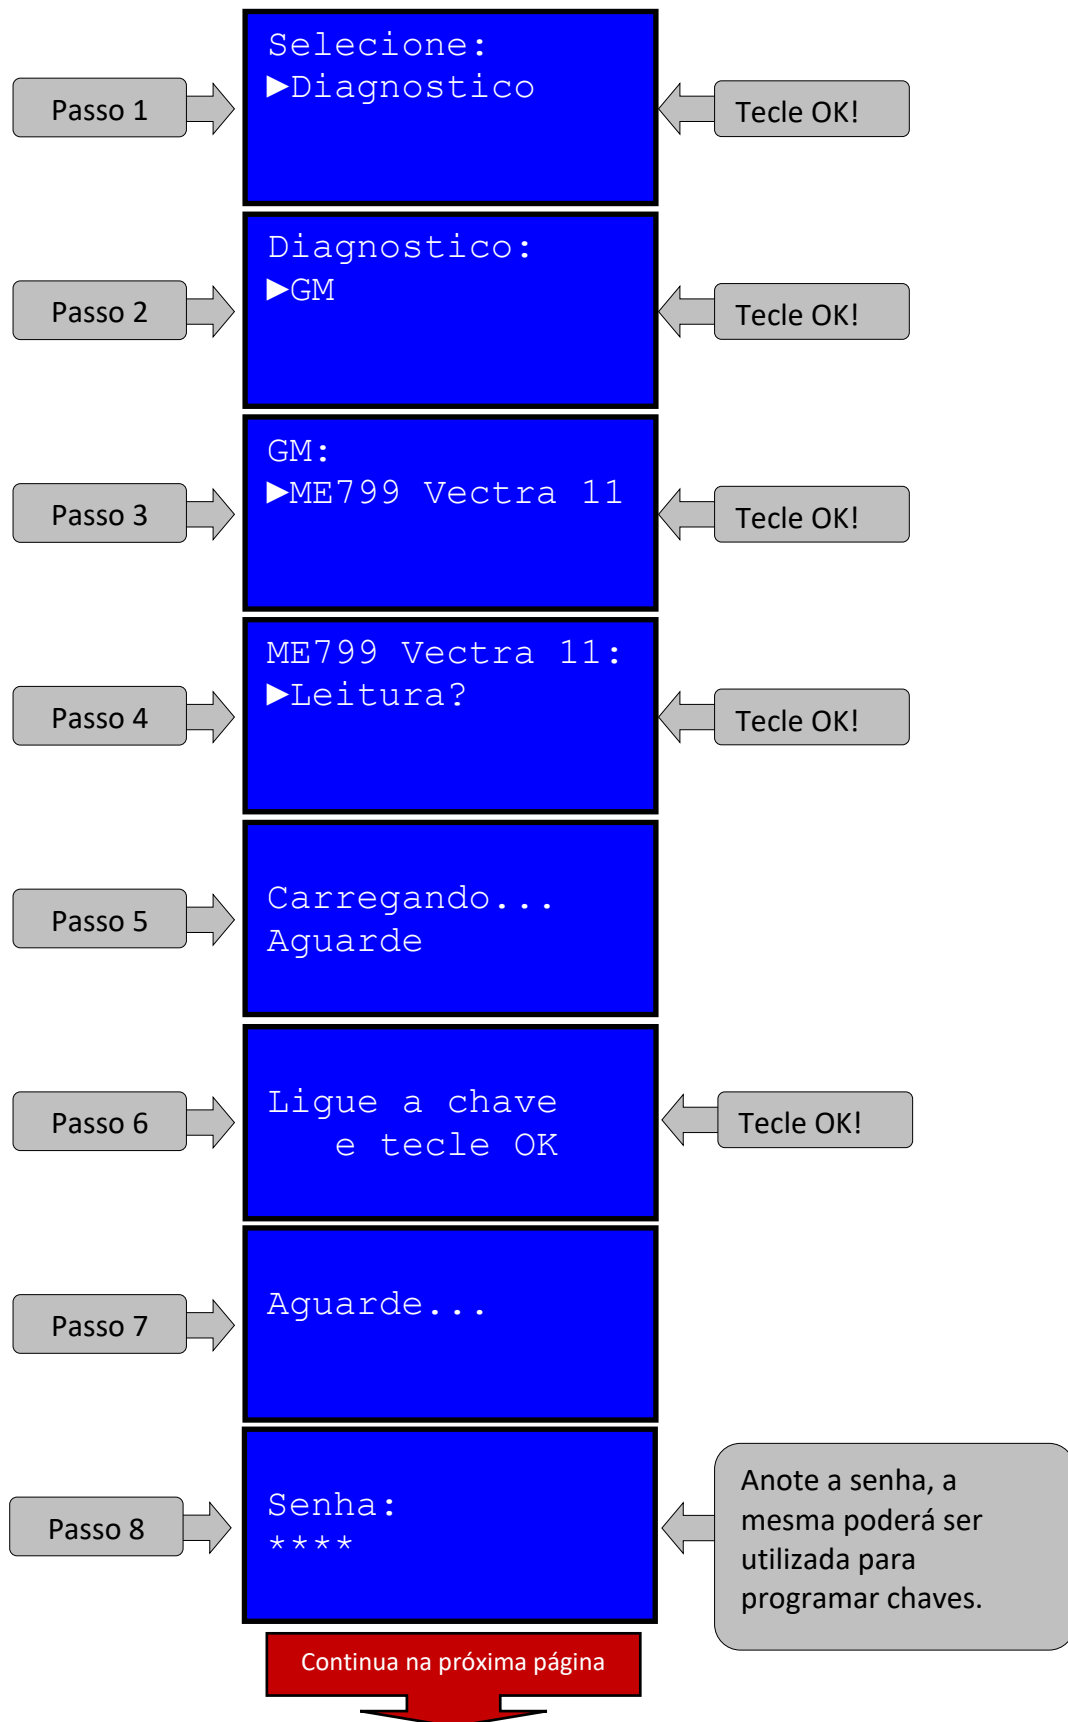 Selecione:
►Diagnostico
Passo 1
Tecle OK!
Diagnostico:
►GM
Passo 2
Tecle OK!
GM:
►ME799 Vectra 11
Passo 3
Tecle OK!
ME799 Vectra 11:
►Leitura?
Passo 4
Tecle OK!
Carregando...
Aguarde
Passo 5
Ligue a chave
e tecle OK
Passo 6
Tecle OK!
Aguarde...
Passo 7
Senha:
****
Passo 8
Anote a senha, a
mesma poderá ser
utilizada para
programar chaves.
Continua na próxima página